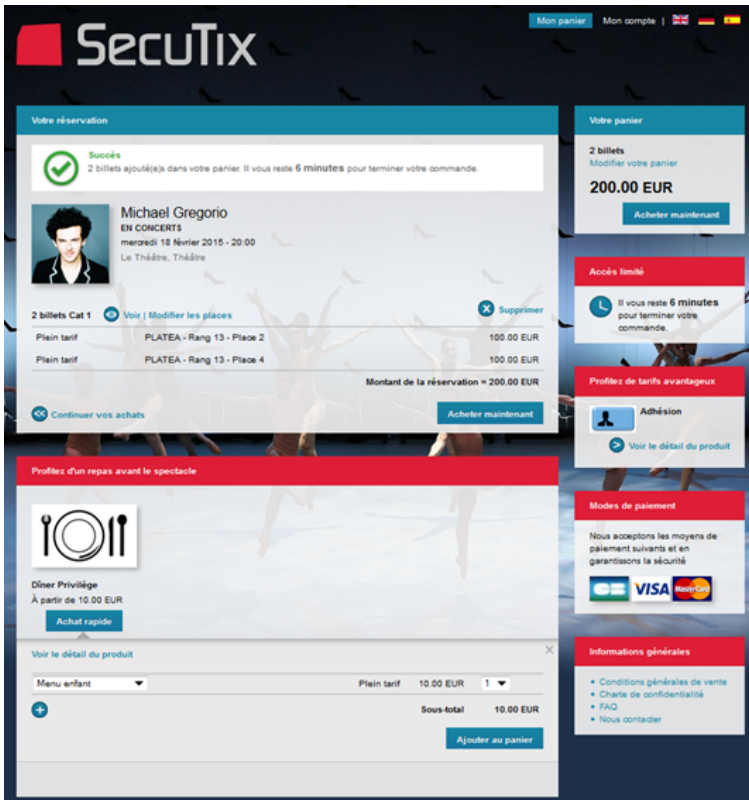 SecuTix
Mon panier Mon compte |
Votre réservation
Succès
2 billets ajouté(e)s dans votre panier. Il vous reste 6 minutes pour terminer votre commande.
Michael Gregorio
EN CONCERTS
mercredi 18 février 2015 - 20:00
Le Théâtre, Théâtre
2 billets Cat 1 Voir | Modifier les places Supprimer
Plein tarif PLATEA - Rang 13 - Place 2 100.00 EUR
Plein tarif PLATEA - Rang 13 - Place 4 100.00 EUR
Montant de la réservation = 200.00 EUR
Continuer vos achats Acheter maintenant
Profitez d'un repas avant le spectacle
Dîner Privilège
À partir de 10.00 EUR
Achat rapide
Voir le détail du produit
Menu enfant Plein tarif 10.00 EUR 1
Sous-total 10.00 EUR
Ajouter au panier
Votre panier
2 billets
Modifier votre panier
200.00 EUR
Acheter maintenant
Accès limité
Il vous reste 6 minutes
pour terminer votre
commande.
Profitez de tarifs avantageux
Adhésion
Voir le détail du produit
Modes de paiement
Nous acceptons les moyens de
paiement suivants et en
garantissons la sécurité
CB VISA MasterCard
Informations générales
Conditions générales de vente
Charte de confidentialité
FAQ
Nous contacter